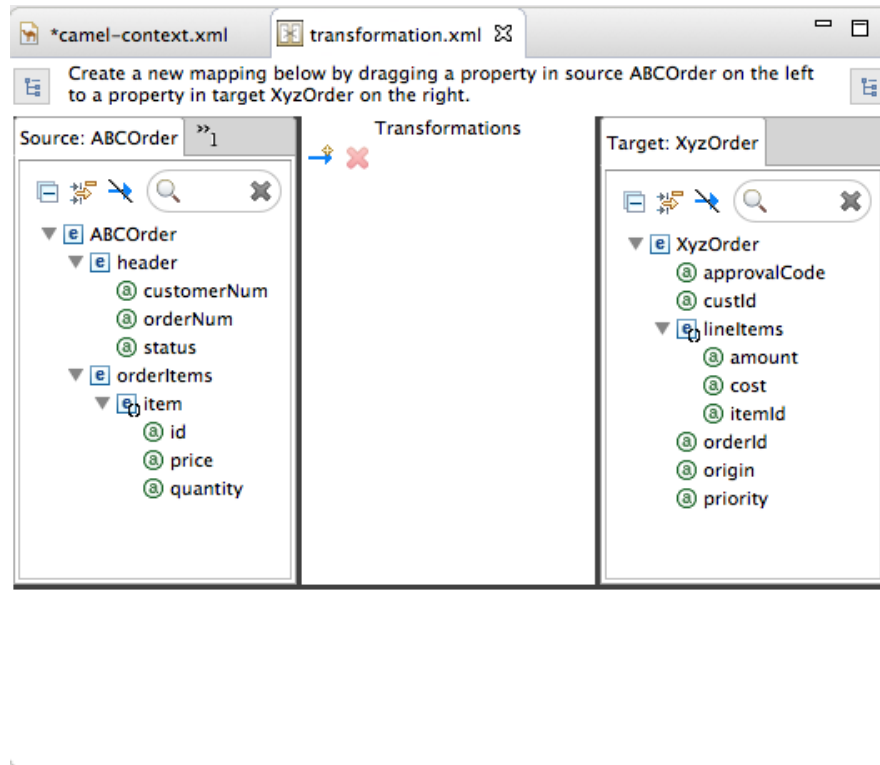 *camel-context.xml
transformation.xml
Create a new mapping below by dragging a property in source ABCOrder on the left
to a property in target XyzOrder on the right.
Source: ABCOrder
»1
Transformations
Target: XyzOrder
ABCOrder
header
customerNum
orderNum
status
orderItems
item
id
price
quantity
XyzOrder
approvalCode
custId
lineItems
amount
cost
itemId
orderId
origin
priority